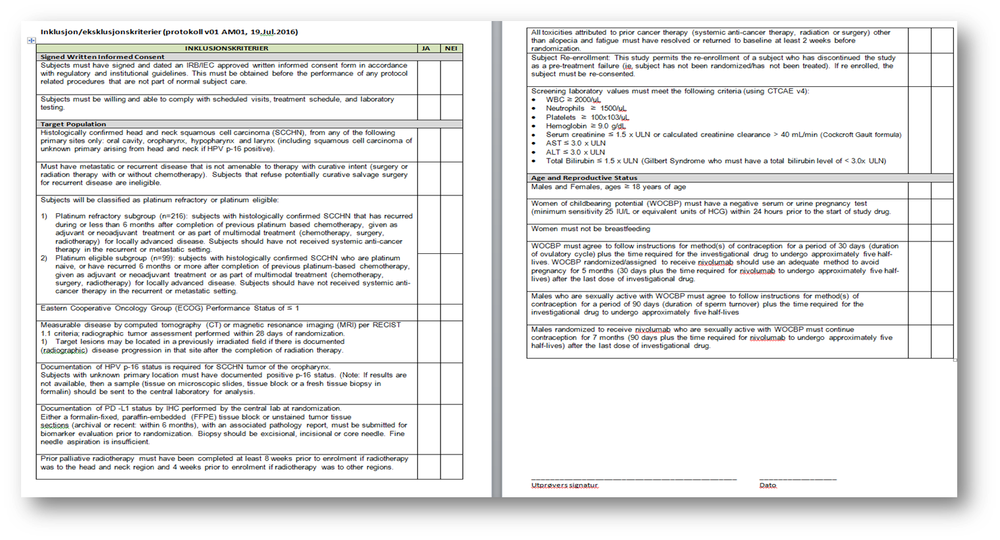 Inklusjon/eksklusjonskriterier (protokoll v01 AM01, 19.Jul.2016)
INKLUSJONSKRITERIER JA NEI
Signed Written Informed Consent
Subjects must have signed and dated an IRB/IEC approved written informed consent form in accordance
with regulatory and institutional guidelines. This must be obtained before the performance of any protocol
related procedures that are not part of normal subject care.
Subjects must be willing and able to comply with scheduled visits, treatment schedule, and laboratory
testing.
Target Population
Histologically confirmed head and neck squamous cell carcinoma (SCCHN), from any of the following
primary sites only: oral cavity, oropharynx, hypopharynx and larynx (including squamous cell carcinoma of
unknown primary arising from head and neck if HPV p-16 positive).
Must have metastatic or recurrent disease that is not amenable to therapy with curative intent (surgery or
radiation therapy with or without chemotherapy). Subjects that refuse potentially curative salvage surgery
for recurrent disease are ineligible.
Subjects will be classified as platinum refractory or platinum eligible:
1) Platinum refractory subgroup (n=216): subjects with histologically confirmed SCCHN that has recurred
during or less than 6 months after completion of previous platinum based chemotherapy, given as
adjuvant or neoadjuvant treatment or as part of multimodal treatment (chemotherapy, surgery,
radiotherapy) for locally advanced disease. Subjects should have not received systemic anti-cancer
therapy in the recurrent or metastatic setting.
2) Platinum eligible subgroup (n=99): subjects with histologically confirmed SCCHN who are platinum
naive, or have recurred 6 months or more after completion of previous platinum-based chemotherapy,
given as adjuvant or neoadjuvant treatment or as part of multimodal treatment (chemotherapy,
surgery, radiotherapy) for locally advanced disease. Subjects should have not received systemic anti-
cancer therapy in the recurrent or metastatic setting.
Eastern Cooperative Oncology Group (ECOG) Performance Status of ≤ 1
Measurable disease by computed tomography (CT) or magnetic resonance imaging (MRI) per RECIST
1.1 criteria; radiographic tumor assessment performed within 28 days of randomization.
1) Target lesions may be located in a previously irradiated field if there is documented
(radiographic) disease progression in that site after the completion of radiation therapy.
Documentation of HPV p-16 status is required for SCCHN tumor of the oropharynx.
Subjects with unknown primary location must have documented positive p-16 status. (Note: If results are
not available, then a sample (tissue on microscopic slides, tissue block or a fresh tissue biopsy in
formalin) should be sent to the central laboratory for analysis.
Documentation of PD -L1 status by IHC performed by the central lab at randomization.
Either a formalin-fixed, paraffin-embedded (FFPE) tissue block or unstained tumor tissue
sections (archival or recent: within 6 months), with an associated pathology report, must be submitted for
biomarker evaluation prior to randomization. Biopsy should be excisional, incisional or core needle. Fine
needle aspiration is insufficient.
Prior palliative radiotherapy must have been completed at least 8 weeks prior to enrolment if radiotherapy
was to the head and neck region and 4 weeks prior to enrolment if radiotherapy was to other regions.
All toxicities attributed to prior cancer therapy (systemic anti-cancer therapy, radiation or surgery) other
than alopecia and fatigue must have resolved or returned to baseline at least 2 weeks before
randomization.
Subject Re-enrollment: This study permits the re-enrollment of a subject who has discontinued the study
as a pre-treatment failure (ie, subject has not been randomized/has not been treated). If re enrolled, the
subject must be re-consented.
Screening laboratory values must meet the following criteria (using CTCAE v4):
• WBC ≥ 2000/uL
• Neutrophils ≥ 1500/uL
• Platelets ≥ 100x103/uL
• Hemoglobin ≥ 9.0 g/dL
• Serum creatinine ≤ 1.5 x ULN or calculated creatinine clearance > 40 mL/min (Cockcroft Gault formula)
• AST ≤ 3.0 x ULN
• ALT ≤ 3.0 x ULN
• Total Bilirubin ≤ 1.5 x ULN (Gilbert Syndrome who must have a total bilirubin level of < 3.0x ULN)
Age and Reproductive Status
Males and Females, ages ≥ 18 years of age
Women of childbearing potential (WOCBP) must have a negative serum or urine pregnancy test
(minimum sensitivity 25 IU/L or equivalent units of HCG) within 24 hours prior to the start of study drug.
Women must not be breastfeeding
WOCBP must agree to follow instructions for method(s) of contraception for a period of 30 days (duration
of ovulatory cycle) plus the time required for the investigational drug to undergo approximately five half-
lives. WOCBP randomized/assigned to receive nivolumab should use an adequate method to avoid
pregnancy for 5 months (30 days plus the time required for nivolumab to undergo approximately five half-
lives) after the last dose of investigational drug.
Males who are sexually active with WOCBP must agree to follow instructions for method(s) of
contraception for a period of 90 days (duration of sperm turnover) plus the time required for the
investigational drug to undergo approximately five half-lives
Males randomized to receive nivolumab who are sexually active with WOCBP must continue
contraception for 7 months (90 days plus the time required for nivolumab to undergo approximately five
half-lives) after the last dose of investigational drug.
Utprøvers signatur Dato